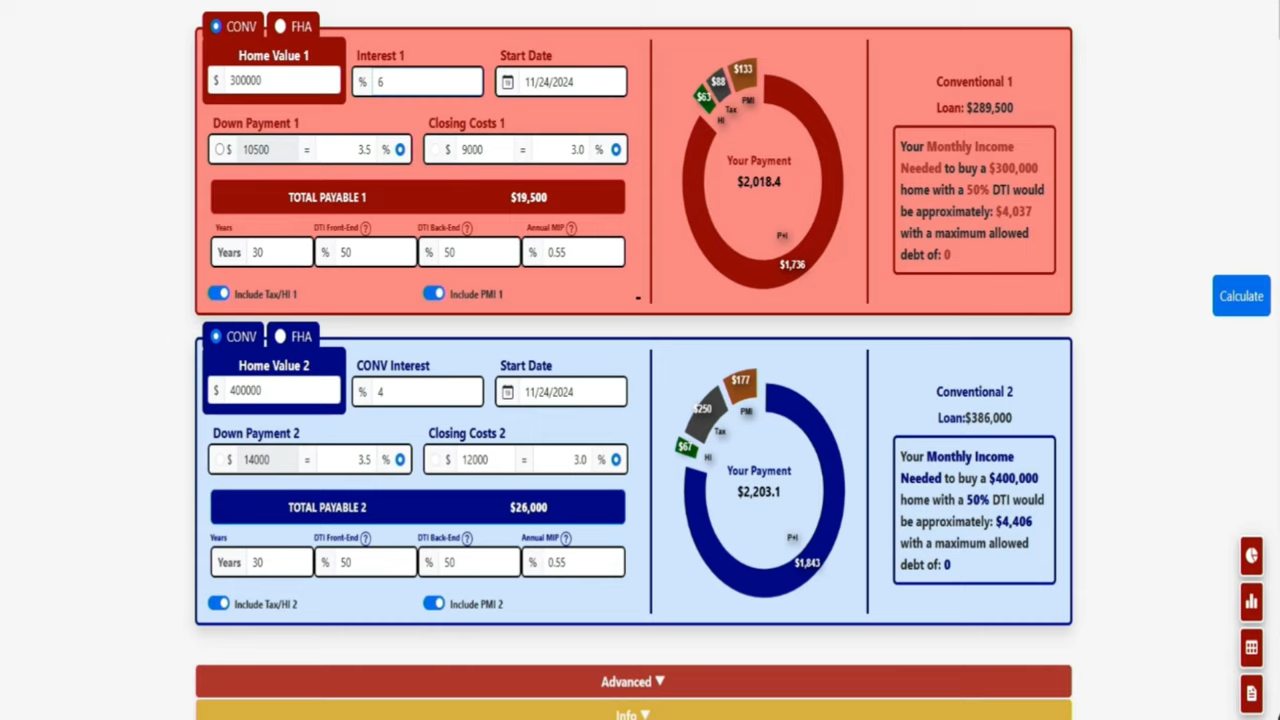 CONV FHA
Home Value 1 Interest 1 Start Date
$ 300000 % 6 11/24/2024
Down Payment 1 Closing Costs 1
$ 10500 = 3.5 % $ 9000 = 3.0 %
TOTAL PAYABLE 1 $19,500
Years DTI Front-End ? DTI Back-End ? Annual MIP ?
Years 30 % 50 % 50 % 0.55
Include Tax/HI 1 Include PMI 1
$63 $88 $133
HI Tax PMI
Your Payment
$2,018.4
P+I
$1,736
Conventional 1
Loan: $289,500
Your Monthly Income
Needed to buy a $300,000
home with a 50% DTI would
be approximately: $4,037
with a maximum allowed
debt of: 0
Calculate
CONV FHA
Home Value 2 CONV Interest Start Date
$ 400000 % 4 11/24/2024
Down Payment 2 Closing Costs 2
$ 14000 = 3.5 % $ 12000 = 3.0 %
TOTAL PAYABLE 2 $26,000
Years DTI Front-End ? DTI Back-End ? Annual MIP ?
Years 30 % 50 % 50 % 0.55
Include Tax/HI 2 Include PMI 2
$67 $250 $177
HI Tax PMI
Your Payment
$2,203.1
P+I
$1,843
Conventional 2
Loan:$386,000
Your Monthly Income
Needed to buy a $400,000
home with a 50% DTI would
be approximately: $4,406
with a maximum allowed
debt of: 0
Advanced ▼
Info ▼